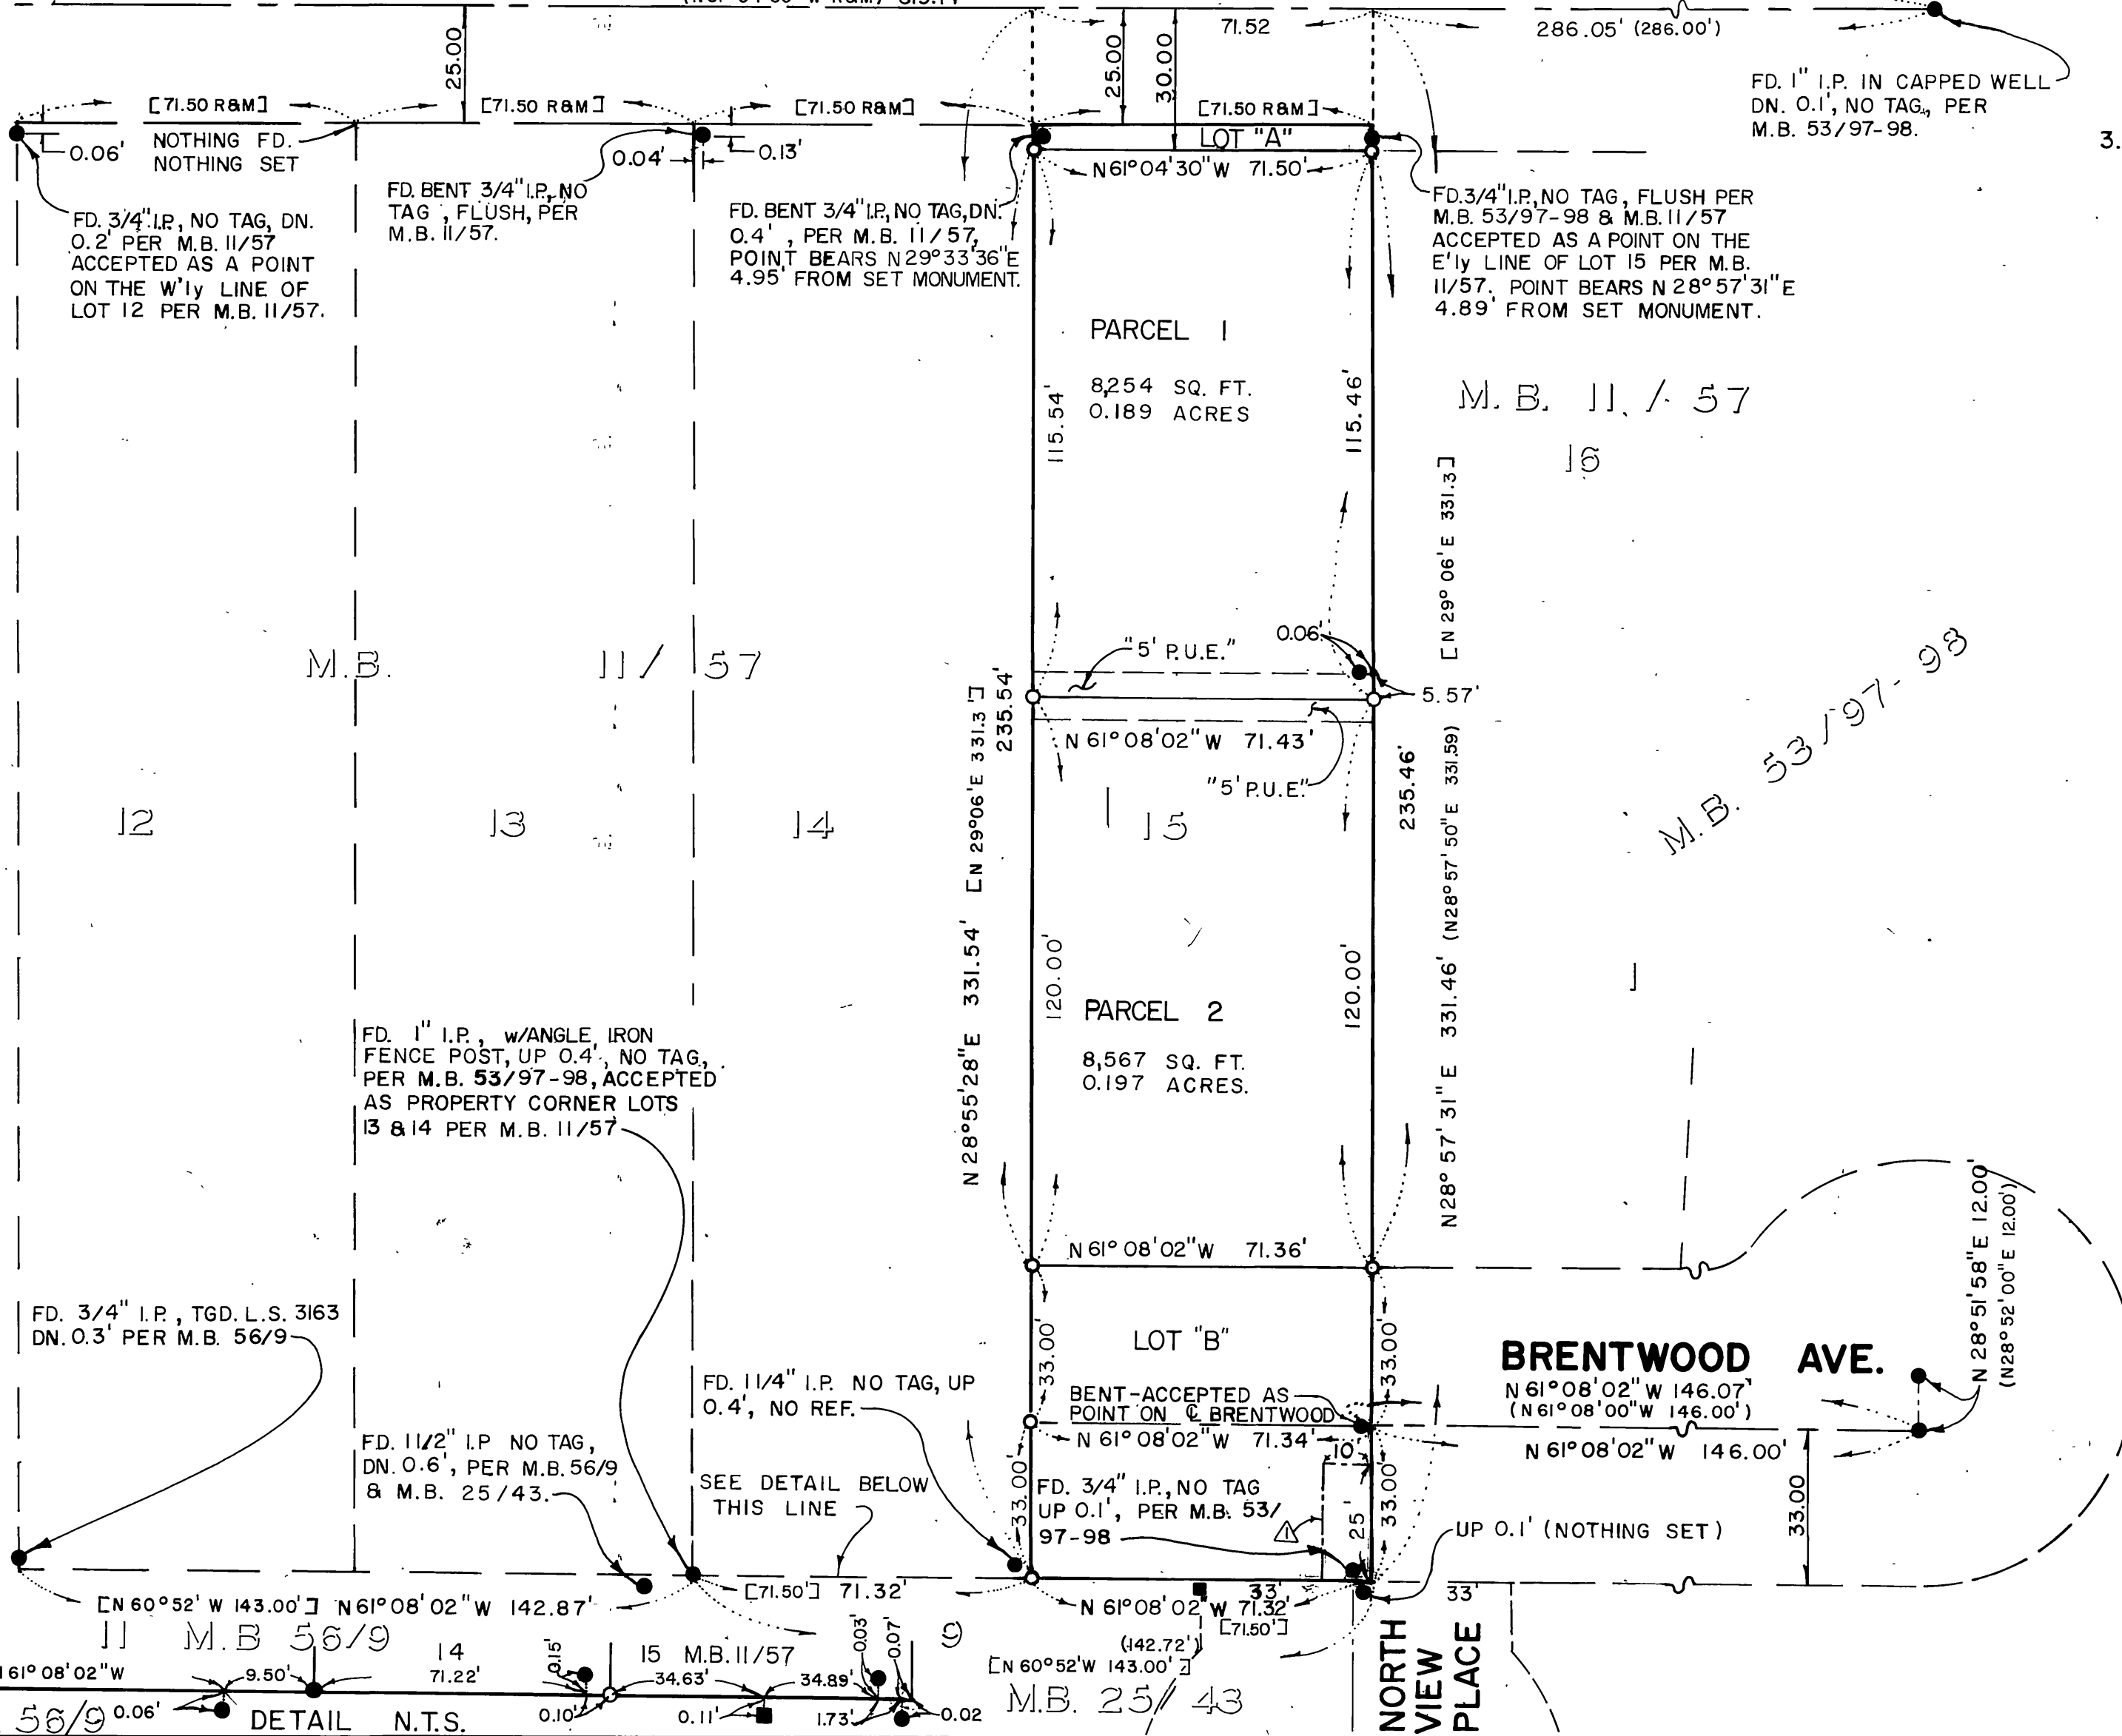 71.52
286.05' (286.00')
25.00
25.00
30.00
FD. 1" I.P. IN CAPPED WELL
DN. 0.1', NO TAG, PER
M.B. 53/97-98.
3.
[71.50 R&M]
[71.50 R&M]
[71.50 R&M]
[71.50 R&M]
LOT "A"
0.06'
NOTHING FD.
NOTHING SET
0.04'
0.13'
N61°04'30"W 71.50'
FD. 3/4" I.P., NO TAG, DN.
0.2' PER M.B. 11/57
ACCEPTED AS A POINT
ON THE W'ly LINE OF
LOT 12 PER M.B. 11/57.
FD. BENT 3/4" I.P., NO
TAG, FLUSH, PER
M.B. 11/57.
FD. BENT 3/4" I.P., NO TAG, DN.
0.4', PER M.B. 11/57,
POINT BEARS N29°33'36"E
4.95' FROM SET MONUMENT.
FD. 3/4" I.P., NO TAG, FLUSH PER
M.B. 53/97-98 & M.B. 11/57
ACCEPTED AS A POINT ON THE
E'ly LINE OF LOT 15 PER M.B.
11/57. POINT BEARS N 28°57'31"E
4.89' FROM SET MONUMENT.
PARCEL 1
8,254 SQ. FT.
0.189 ACRES
115.54'
115.46'
M. B. 11 / 57
16
[N 29° 06' E 331.3]
"5' P.U.E."
0.06'
5.57'
M.B. 11/ 57
N 61° 08'02"W 71.43'
"5' P.U.E."
235.54'
[N 29°06'E 331.3']
235.46'
(N28°57'50"E 331.59)
M.B. 53/97-98
12
13
14
15
1
N 28°55'28"E 331.54'
120.00'
120.00'
N28° 57' 31" E 331.46'
PARCEL 2
8,567 SQ. FT.
0.197 ACRES.
FD. 1" I.P., w/ANGLE IRON
FENCE POST, UP 0.4', NO TAG,
PER M.B. 53/97-98, ACCEPTED
AS PROPERTY CORNER LOTS
13 & 14 PER M.B. 11/57
N 61° 08'02"W 71.36'
FD. 3/4" I.P., TGD. L.S. 3163
DN. 0.3' PER M.B. 56/9
LOT "B"
33.00'
33.00'
BRENTWOOD AVE.
N 61°08'02"W 146.07'
(N61°08'00"W 146.00')
N 28°51'58"E 12.00'
(N28°52'00"E 12.00')
FD. 1 1/4" I.P. NO TAG, UP
0.4', NO REF.
BENT-ACCEPTED AS
POINT ON ℄ BRENTWOOD
N 61°08'02"W 71.34'
N 61°08'02"W 146.00'
10'
FD. 1 1/2" I.P. NO TAG,
DN. 0.6', PER M.B. 56/9
& M.B. 25/43.
SEE DETAIL BELOW
THIS LINE
FD. 3/4" I.P., NO TAG
UP 0.1', PER M.B. 53/
97-98
1
33.00'
25'
33.00'
33.00
UP 0.1' (NOTHING SET)
[N 60°52' W 143.00'] N61°08'02"W 142.87'
[71.50'] 71.32'
33'
33'
N 61°08'02"W 71.32'
[71.50']
(142.72')
[N 60°52'W 143.00']
NORTH
VIEW
PLACE
11 M.B 56/9
9
M.B. 25/ 43
14
15 M.B. 11/57
61° 08'02"W
9.50'
71.22'
0.15'
34.63'
34.89'
0.03'
0.07'
56/9
0.06'
DETAIL N.T.S.
0.10'
0.11'
1.73'
0.02